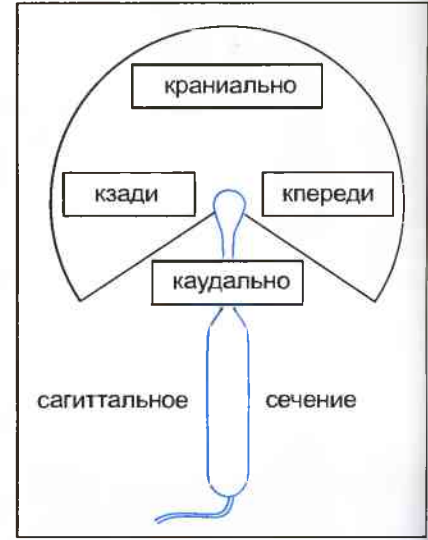 краниально
кзади
кпереди
каудально
сагиттальное сечение